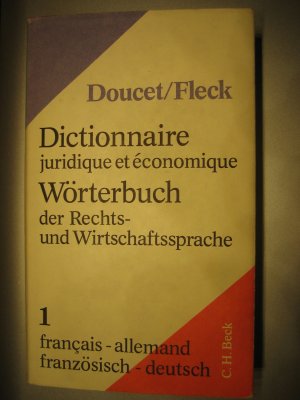 Doucet/Fleck
Dictionnaire
juridique et économique
Wörterbuch
der Rechts-
und Wirtschaftssprache
1
français - allemand
französisch - deutsch
C. H. Beck